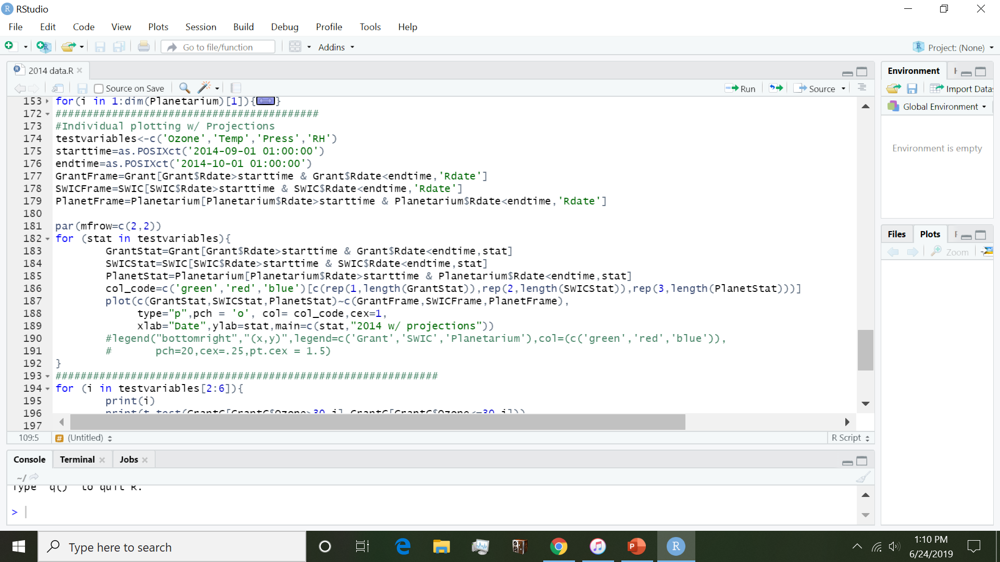 RStudio
File Edit Code View Plots Session Build Debug Profile Tools Help
Go to file/function Addins Project: (None)
2014 data.R
Source on Save Run Source
153 for(i in 1:dim(Planetarium)[1]){}
172 ##########################################
173 #Individual plotting w/ Projections
174 testvariables<-c('Ozone','Temp','Press','RH')
175 starttime=as.POSIXct('2014-09-01 01:00:00')
176 endtime=as.POSIXct('2014-10-01 01:00:00')
177 GrantFrame=Grant[Grant$Rdate>starttime & Grant$Rdate<endtime,'Rdate']
178 SWICFrame=SWIC[SWIC$Rdate>starttime & SWIC$Rdate<endtime,'Rdate']
179 PlanetFrame=Planetarium[Planetarium$Rdate>starttime & Planetarium$Rdate<endtime,'Rdate']
180
181 par(mfrow=c(2,2))
182 for (stat in testvariables){
183 GrantStat=Grant[Grant$Rdate>starttime & Grant$Rdate<endtime,stat]
184 SWICStat=SWIC[SWIC$Rdate>starttime & SWIC$Rdate<endtime,stat]
185 PlanetStat=Planetarium[Planetarium$Rdate>starttime & Planetarium$Rdate<endtime,stat]
186 col_code=c('green','red','blue')[c(rep(1,length(GrantStat)),rep(2,length(SWICStat)),rep(3,length(PlanetStat)))]
187 plot(c(GrantStat,SWICStat,PlanetStat)~c(GrantFrame,SWICFrame,PlanetFrame),
188 type="p",pch = 'o', col= col_code,cex=1,
189 xlab="Date",ylab=stat,main=c(stat,"2014 w/ projections"))
190 #legend("bottomright","(x,y)",legend=c('Grant','SWIC','Planetarium'),col=(c('green','red','blue')),
191 # pch=20,cex=.25,pt.cex = 1.5)
192 }
193 #############################################################
194 for (i in testvariables[2:6]){
195 print(i)
196 print(t.test(GrantC[GrantC$Ozone>30,i],GrantC[GrantC$Ozone<=30,i]))
197
109:5 (Untitled) R Script
Console Terminal Jobs
~/
Type 'q()' to quit R.
>
Environment
Import Data
Global Environment
Environment is empty
Files Plots
Zoom
Type here to search
1:10 PM
6/24/2019